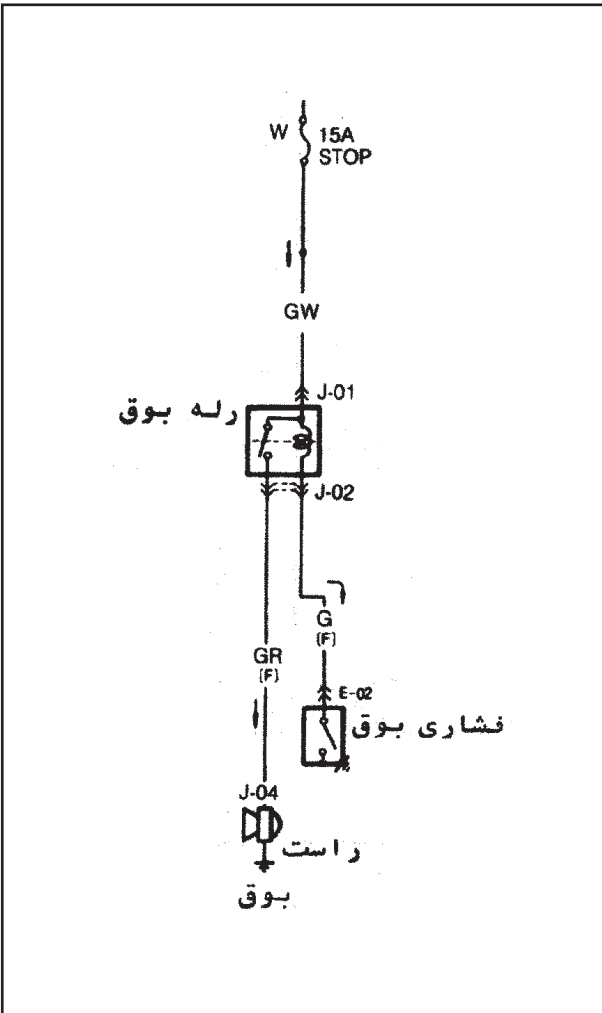 W
15A
STOP
GW
J-01
رله بوق
J-02
G
(F)
GR
(F)
E-02
فشاری بوق
J-04
راست
بوق